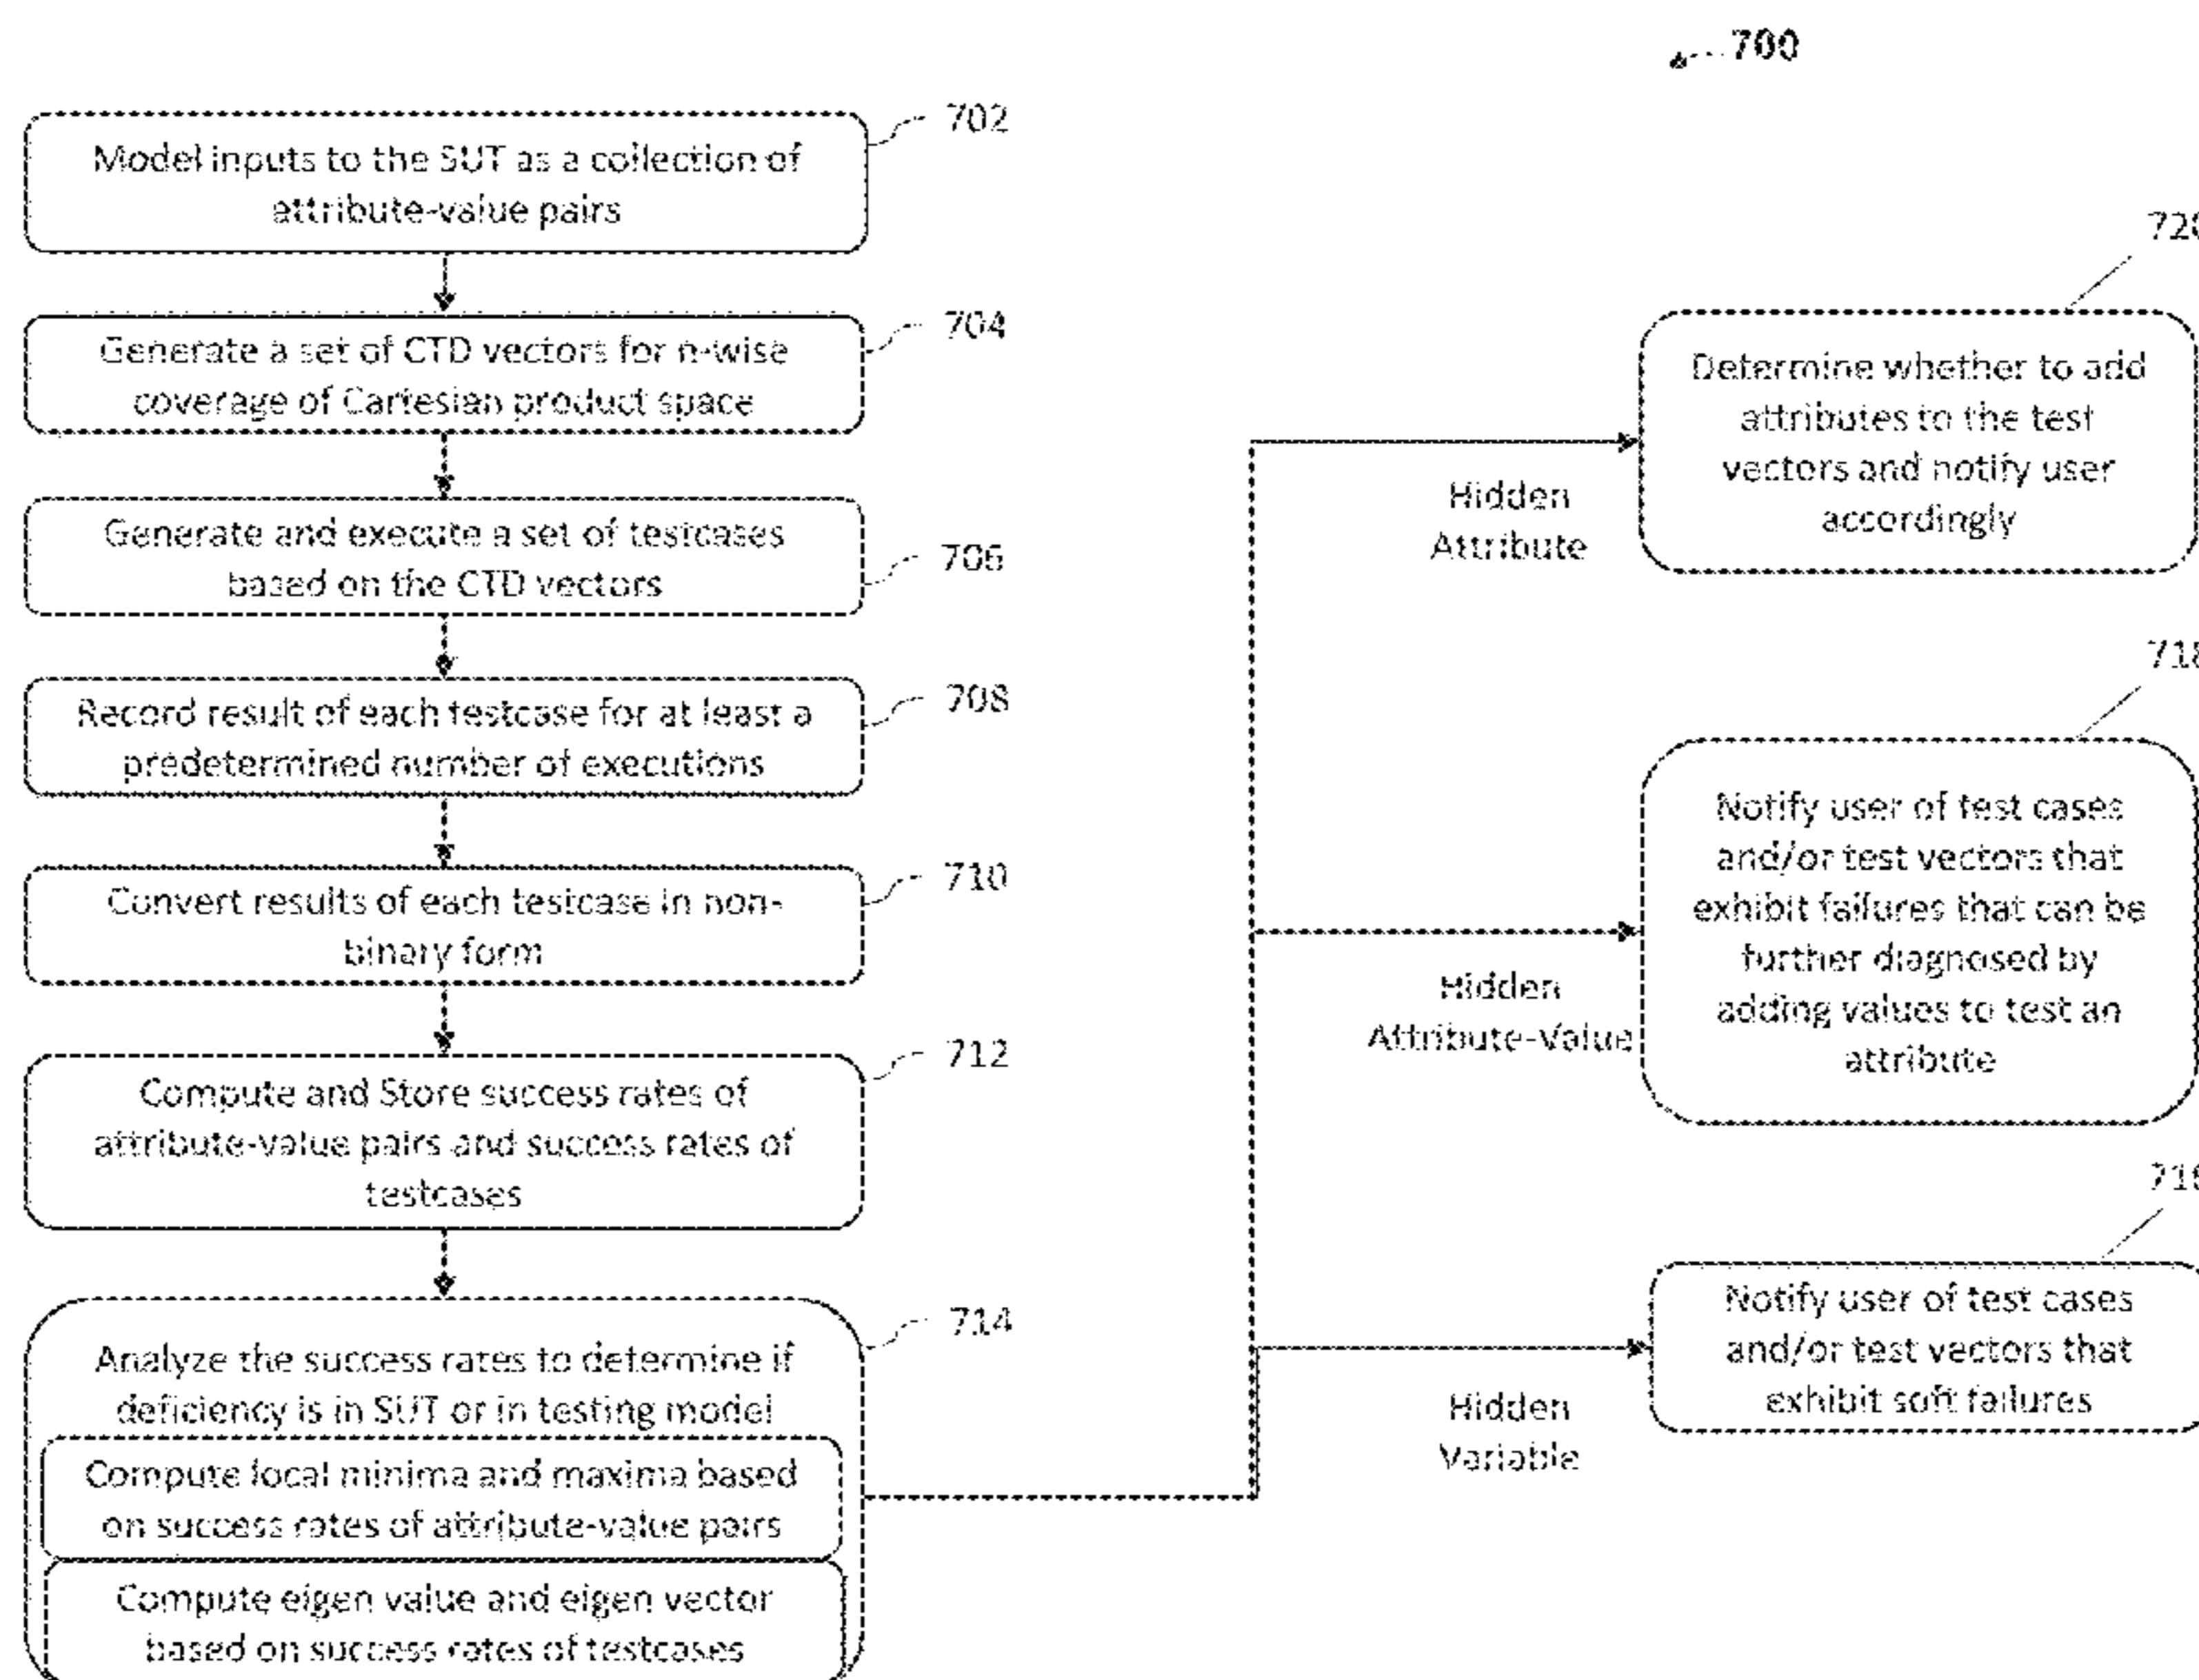 700
702
Model inputs to the SUT as a collection of
attribute-value pairs
704
Generate a set of CTD vectors for n-wise
coverage of Cartesian product space
706
Generate and execute a set of testcases
based on the CTD vectors
708
Record result of each testcase for at least a
predetermined number of executions
710
Convert results of each testcase in non-
binary form
712
Compute and Store success rates of
attribute-value pairs and success rates of
testcases
714
Analyze the success rates to determine if
deficiency is in SUT or in testing model
Compute local minima and maxima based
on success rates of attribute-value pairs
Compute eigen value and eigen vector
based on success rates of testcases
Hidden
Attribute
720
Determine whether to add
attributes to the test
vectors and notify user
accordingly
Hidden
Attribute-Value
718
Notify user of test cases
and/or test vectors that
exhibit failures that can be
further diagnosed by
adding values to test an
attribute
Hidden
Variable
716
Notify user of test cases
and/or test vectors that
exhibit soft failures